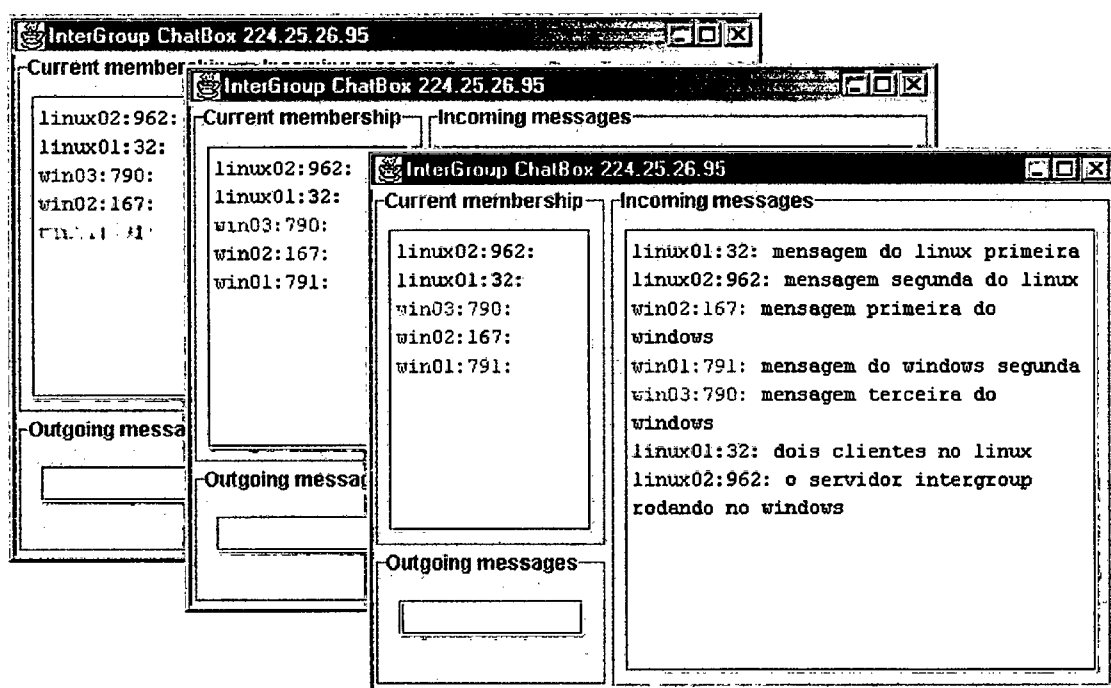 InterGroup ChatBox 224.25.26.95
Current member
linux02:962:
linux01:32:
win03:790:
win02:167:
Outgoing messa
InterGroup ChatBox 224.25.26.95
Current membership
Incoming messages
linux02:962:
linux01:32:
win03:790:
win02:167:
win01:791:
Outgoing messag
InterGroup ChatBox 224.25.26.95
Current membership
linux02:962:
linux01:32:
win03:790:
win02:167:
win01:791:
Outgoing messages
Incoming messages
linux01:32: mensagem do linux primeira
linux02:962: mensagem segunda do linux
win02:167: mensagem primeira do
windows
win01:791: mensagem do windows segunda
win03:790: mensagem terceira do
windows
linux01:32: dois clientes no linux
linux02:962: o servidor intergroup
rodando no windows